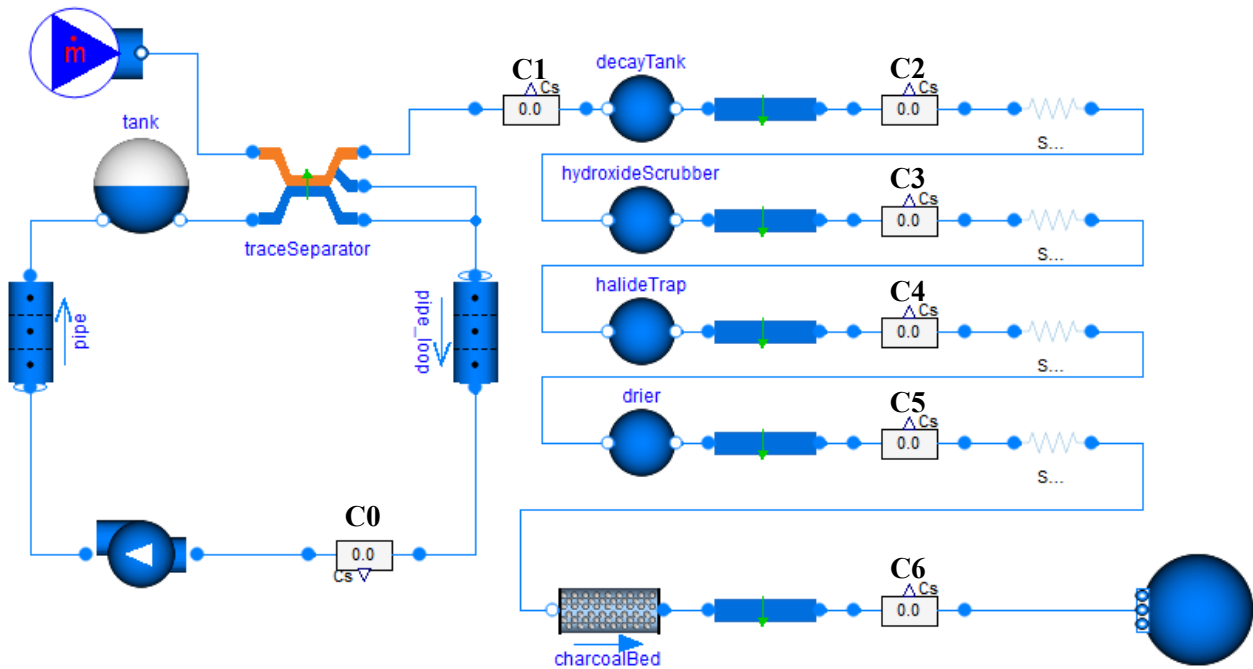 ṁ
C1
Cs
0.0
decayTank
C2
Cs
0.0
S...
tank
traceSeparator
hydroxideScrubber
C3
Cs
0.0
S...
pipe
pipe_loop
halideTrap
C4
Cs
0.0
S...
drier
C5
Cs
0.0
S...
C0
0.0
Cs
charcoalBed
C6
Cs
0.0